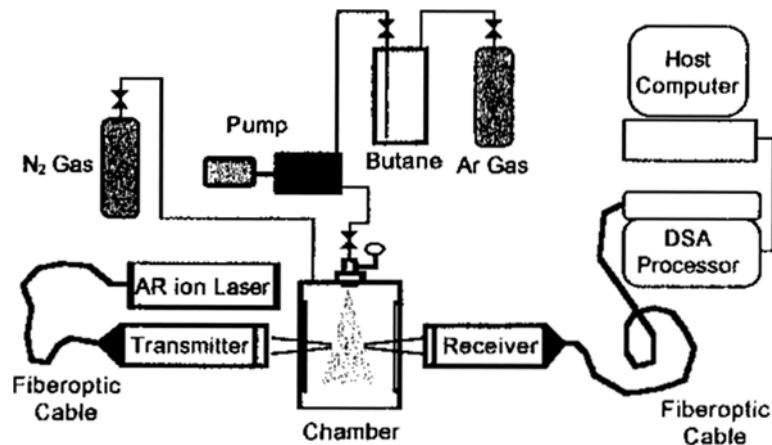 Host
Computer
Pump
N₂ Gas
Butane
Ar Gas
DSA
Processor
AR ion Laser
Transmitter
Receiver
Fiberoptic
Cable
Chamber
Fiberoptic
Cable